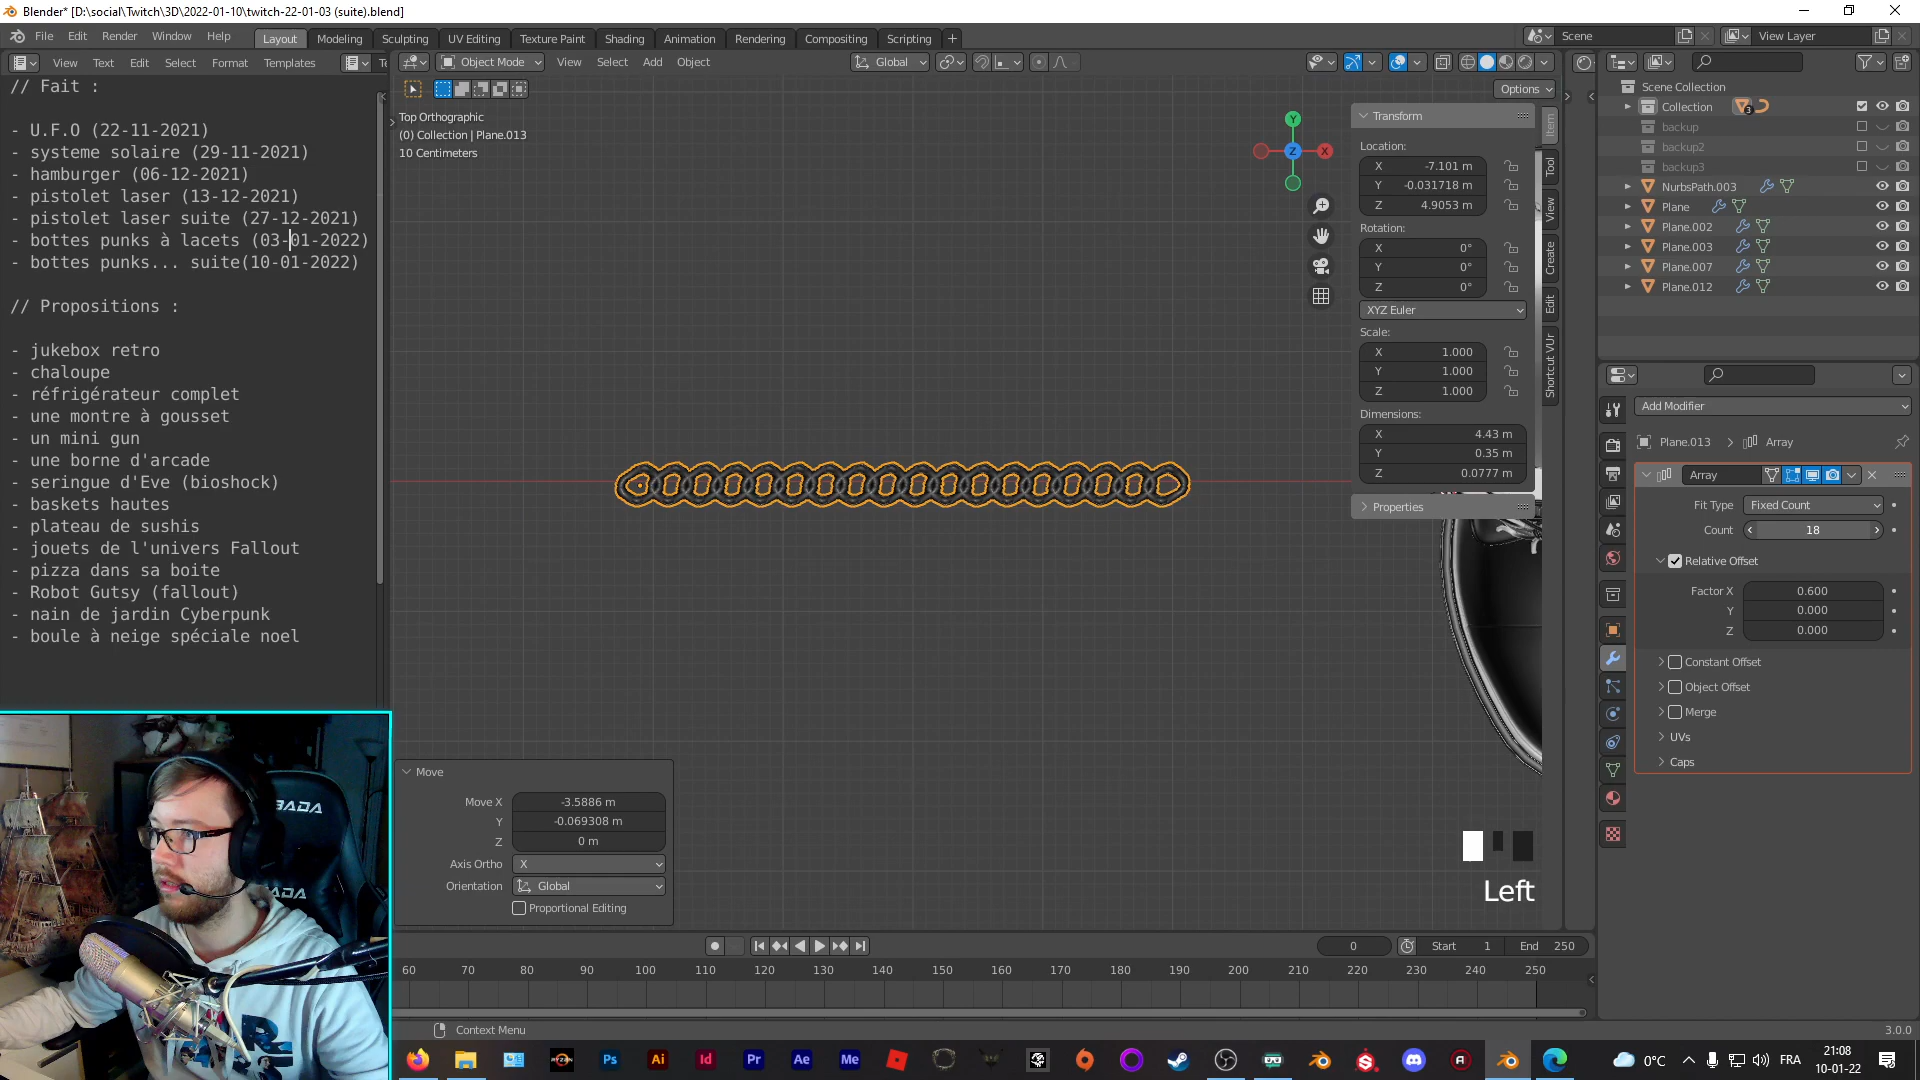 Blender* [D:\social\Twitch\3D\2022-01-10\twitch-22-01-03 (suite).blend]
File Edit Render Window Help Layout Modeling Sculpting UV Editing Texture Paint Shading Animation Rendering Compositing Scripting + Scene View Layer
View Text Edit Select Format Templates Object Mode View Select Add Object Global
// Fait :
- U.F.O (22-11-2021)
- systeme solaire (29-11-2021)
- hamburger (06-12-2021)
- pistolet laser (13-12-2021)
- pistolet laser suite (27-12-2021)
- bottes punks à lacets (03-01-2022)
- bottes punks... suite(10-01-2022)
// Propositions :
- jukebox retro
- chaloupe
- réfrigérateur complet
- une montre à gousset
- un mini gun
- une borne d'arcade
- seringue d'Eve (bioshock)
- baskets hautes
- plateau de sushis
- jouets de l'univers Fallout
- pizza dans sa boite
- Robot Gutsy (fallout)
- nain de jardin Cyberpunk
- boule à neige spéciale noel
Options
Top Orthographic
(0) Collection | Plane.013
10 Centimeters
Y
X
Z
Transform
Location:
X -7.101 m
Y -0.031718 m
Z 4.9053 m
Rotation:
X 0°
Y 0°
Z 0°
XYZ Euler
Scale:
X 1.000
Y 1.000
Z 1.000
Dimensions:
X 4.43 m
Y 0.35 m
Z 0.0777 m
Properties
Item
Tool
View
Create
Edit
Shortcut VUr
Scene Collection
Collection 3
backup
backup2
backup3
NurbsPath.003
Plane
Plane.002
Plane.003
Plane.007
Plane.012
Add Modifier
Plane.013 > Array
Array
Fit Type Fixed Count
Count 18
Relative Offset
Factor X 0.600
Y 0.000
Z 0.000
Constant Offset
Object Offset
Merge
UVs
Caps
Move
Move X -3.5886 m
Y -0.069308 m
Z 0 m
Axis Ortho X
Orientation Global
Proportional Editing
Left
0 Start 1 End 250
60 70 80 90 100 110 120 130 140 150 160 170 180 190 200 210 220 230 240 250
Context Menu
3.0.0
RYZEN Ps Ai Id Pr Ae Me
0°C FRA 21:08
10-01-22